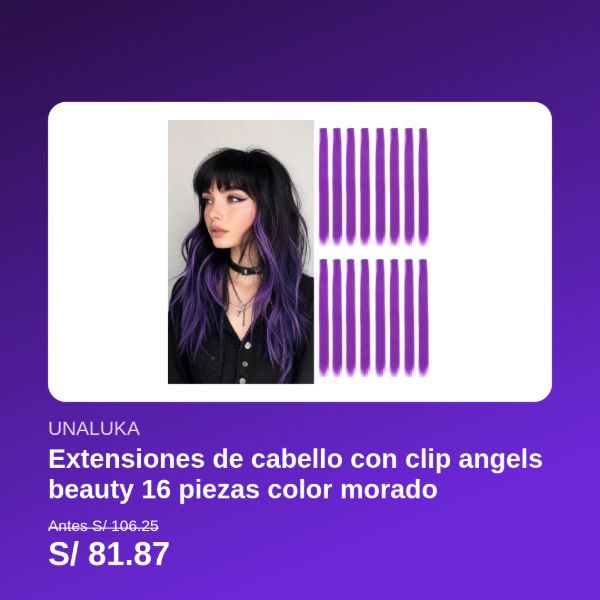 UNALUKA
Extensiones de cabello con clip angels
beauty 16 piezas color morado
Antes S/ 106.25
S/ 81.87